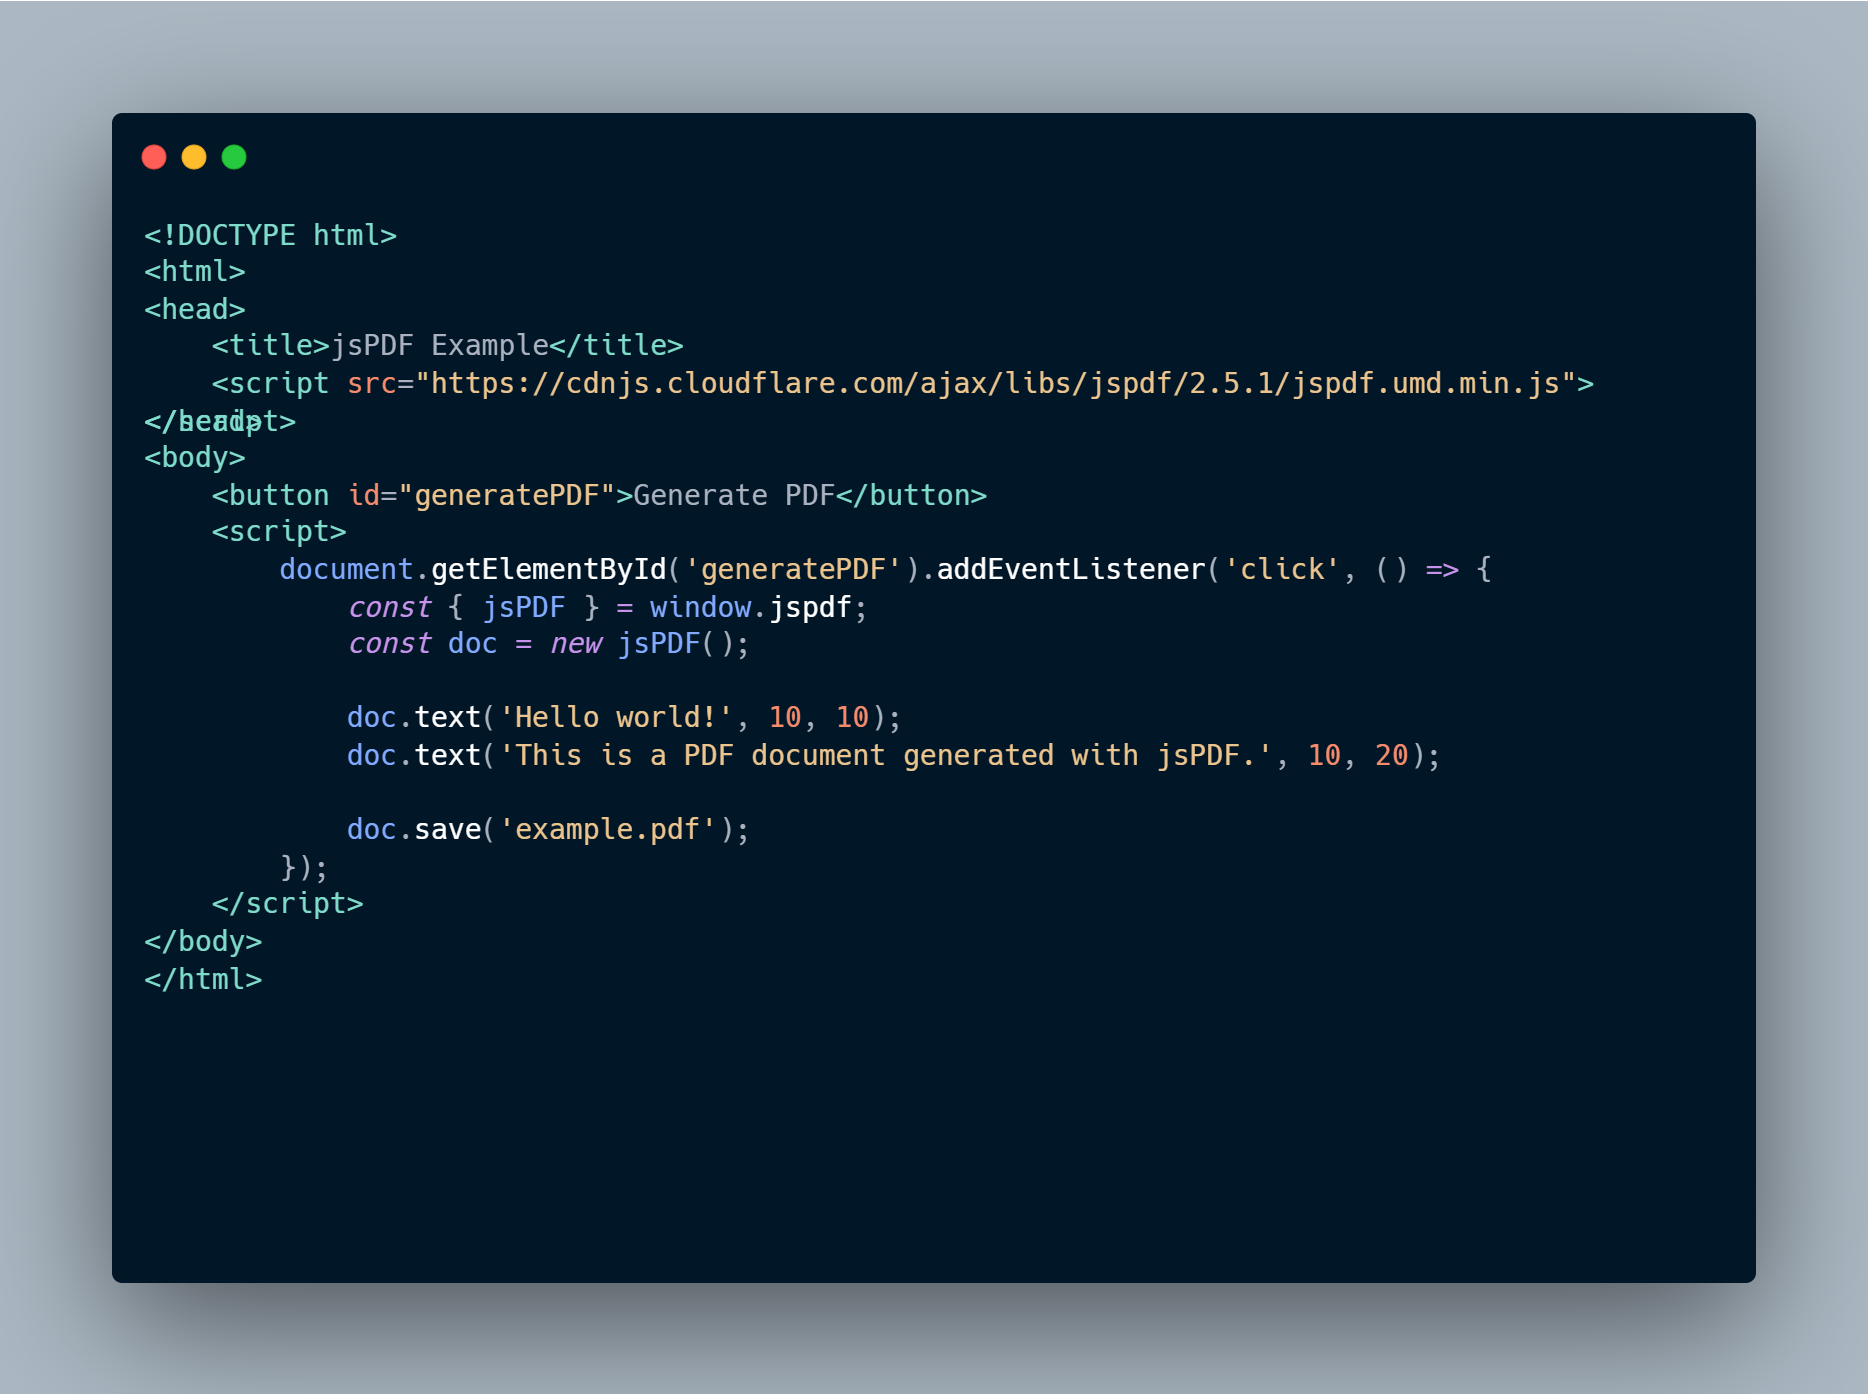 <!DOCTYPE html>
<html>
<head>
    <title>jsPDF Example</title>
    <script src="https://cdnjs.cloudflare.com/ajax/libs/jspdf/2.5.1/jspdf.umd.min.js">
</script>
</head>
<body>
    <button id="generatePDF">Generate PDF</button>
    <script>
        document.getElementById('generatePDF').addEventListener('click', () => {
            const { jsPDF } = window.jspdf;
            const doc = new jsPDF();

            doc.text('Hello world!', 10, 10);
            doc.text('This is a PDF document generated with jsPDF.', 10, 20);

            doc.save('example.pdf');
        });
    </script>
</body>
</html>